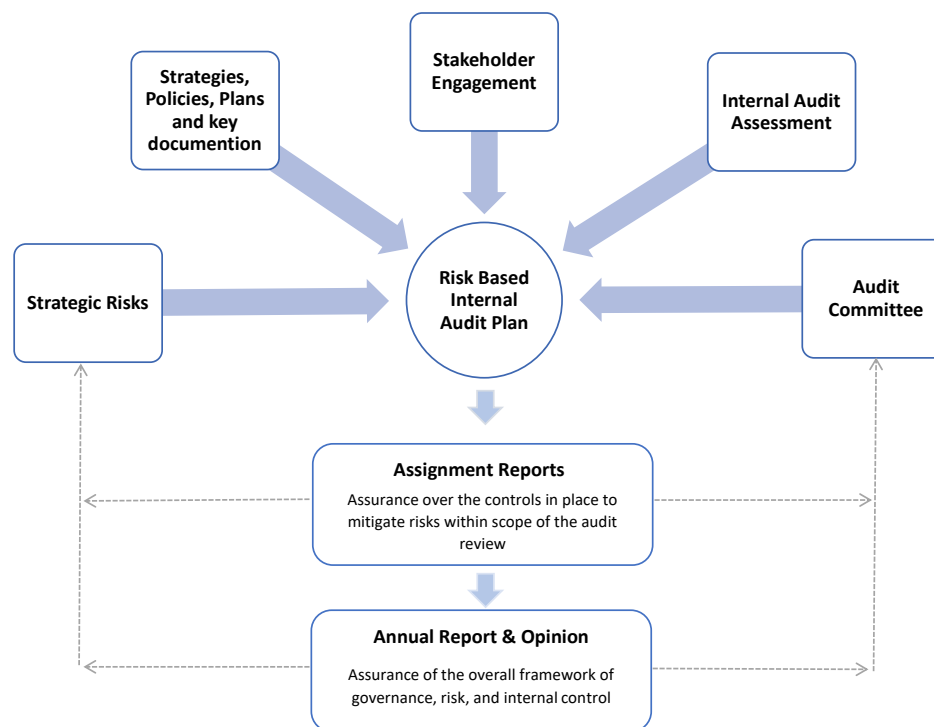 Strategies,
Policies, Plans
and key
documention
Stakeholder
Engagement
Internal Audit
Assessment
Strategic Risks
Risk Based
Internal
Audit Plan
Audit
Committee
Assignment Reports
Assurance over the controls in place to
mitigate risks within scope of the audit
review
Annual Report & Opinion
Assurance of the overall framework of
governance, risk, and internal control